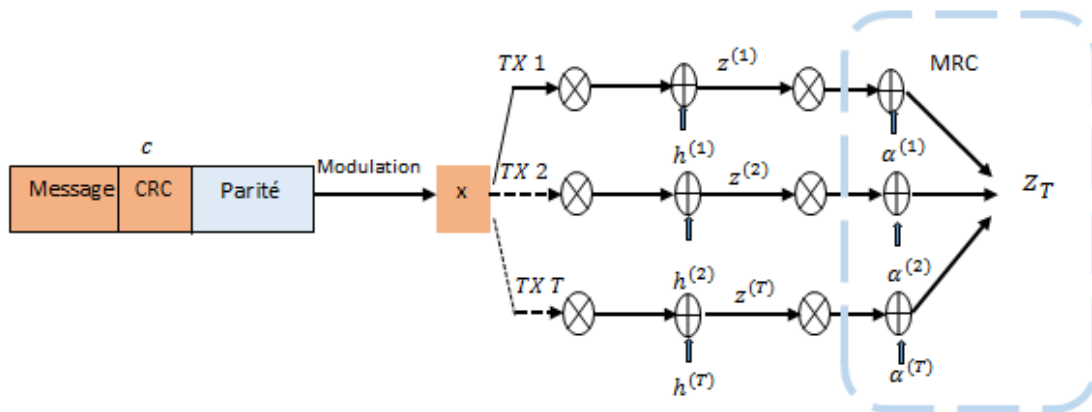 TX 1
z^(1)
MRC
c
h^(1)
α^(1)
Modulation
TX 2
z^(2)
Message
CRC
Parité
x
z_T
TX T
h^(2)
z^(T)
α^(2)
h^(T)
α^(T)